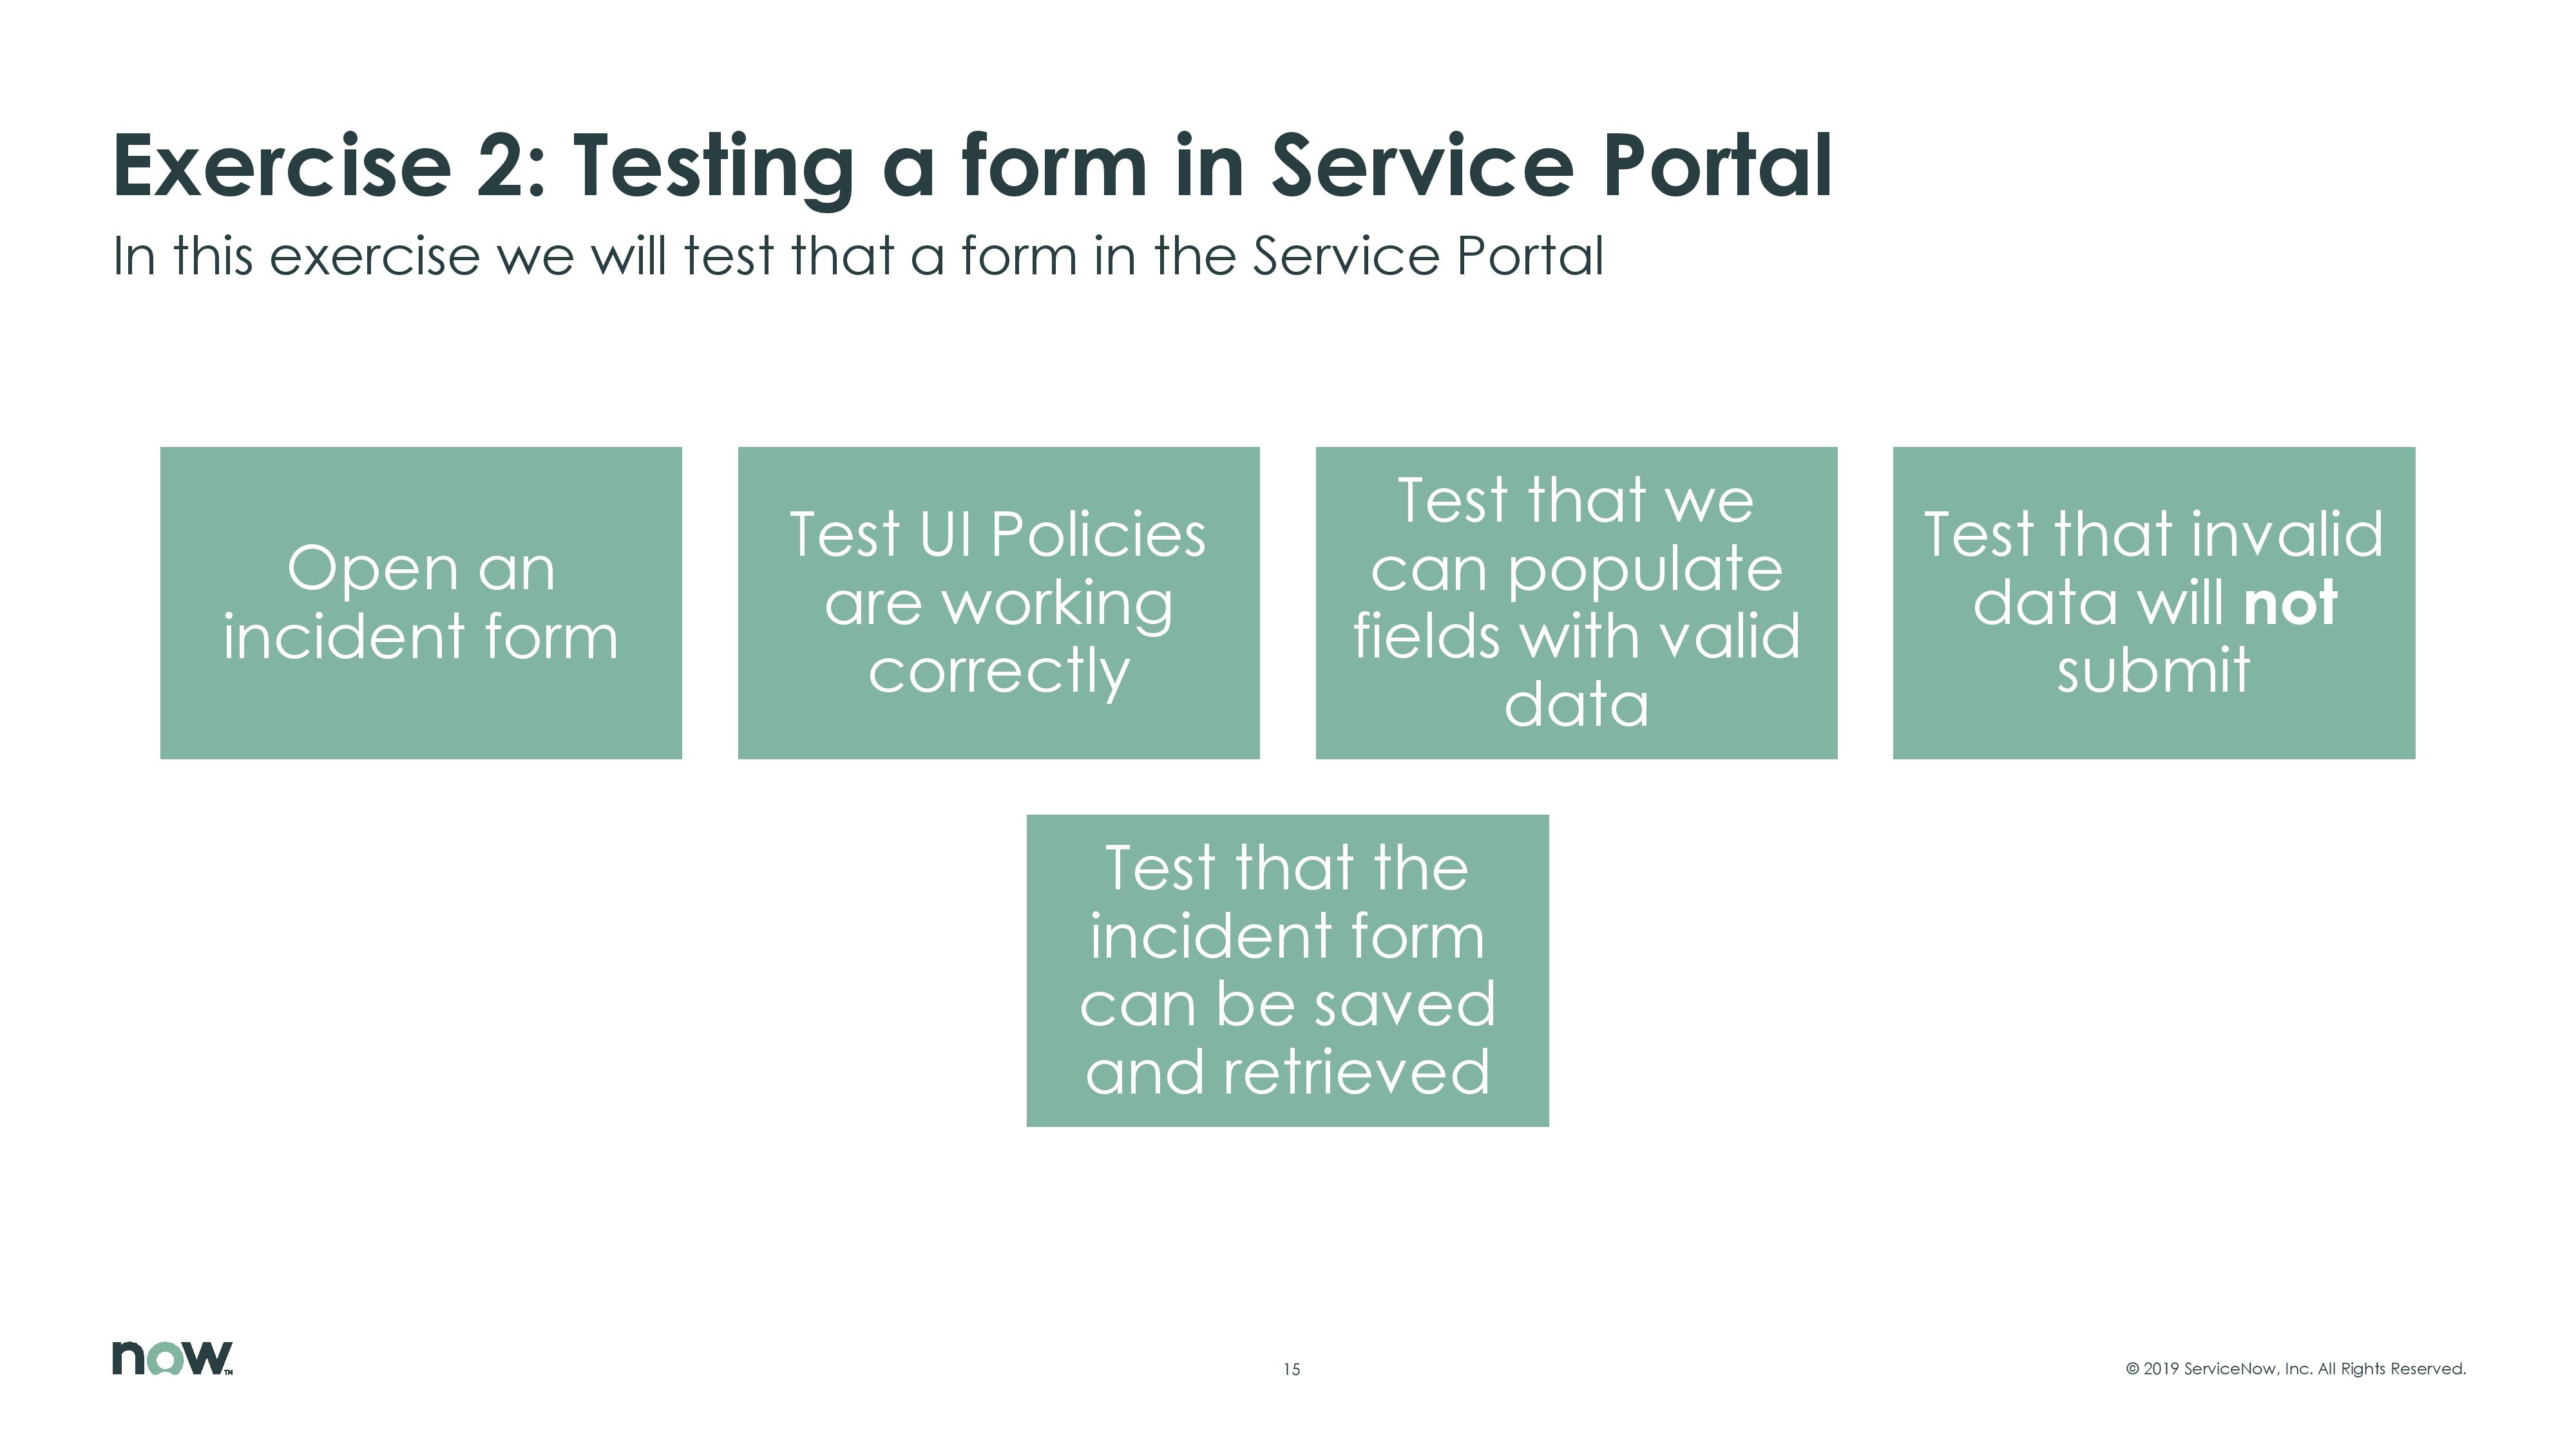 Exercise 2: Testing a form in Service Portal
In this exercise we will test that a form in the Service Portal
Open an
incident form
Test UI Policies
are working
correctly
Test that we
can populate
fields with valid
data
Test that invalid
data will not
submit
Test that the
incident form
can be saved
and retrieved
now™
15
© 2019 ServiceNow, Inc. All Rights Reserved.